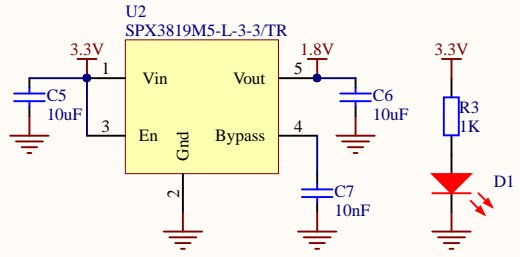 U2
SPX3819M5-L-3-3/TR
3.3V
1.8V
3.3V
1
Vin
Vout
5
C5
10uF
C6
10uF
R3
1K
3
En
Bypass
4
Gnd
2
C7
10nF
D1